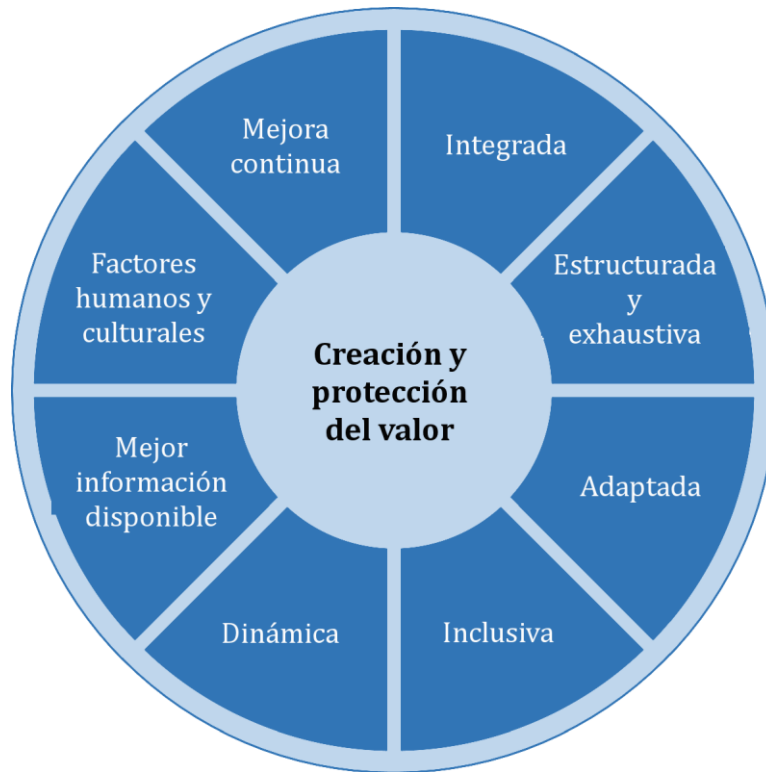 Mejora
continua
Integrada
Estructurada
y
exhaustiva
Adaptada
Inclusiva
Dinámica
Mejor
información
disponible
Factores
humanos y
culturales
Creación y
protección
del valor